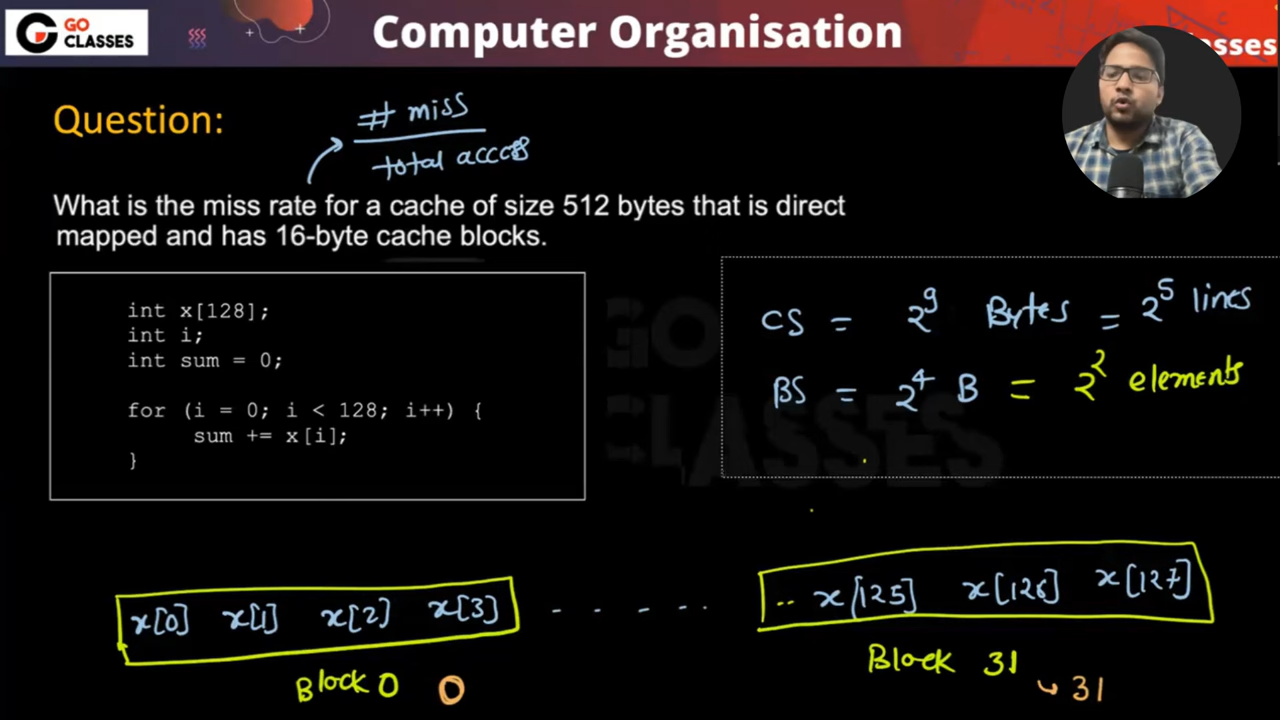 GO
CLASSES
Computer Organisation
lasses
Question:
# miss
total access
What is the miss rate for a cache of size 512 bytes that is direct
mapped and has 16-byte cache blocks.
int x[128];
int i;
int sum = 0;
for (i = 0; i < 128; i++) {
sum += x[i];
}
CS = 2^9 Bytes = 2^5 lines
BS = 2^4 B = 2^2 elements
GO
CLASSES
x[0] x[1] x[2] x[3] - - - - - .. x[125] x[126] x[127]
Block 0 0
Block 31
↳ 31